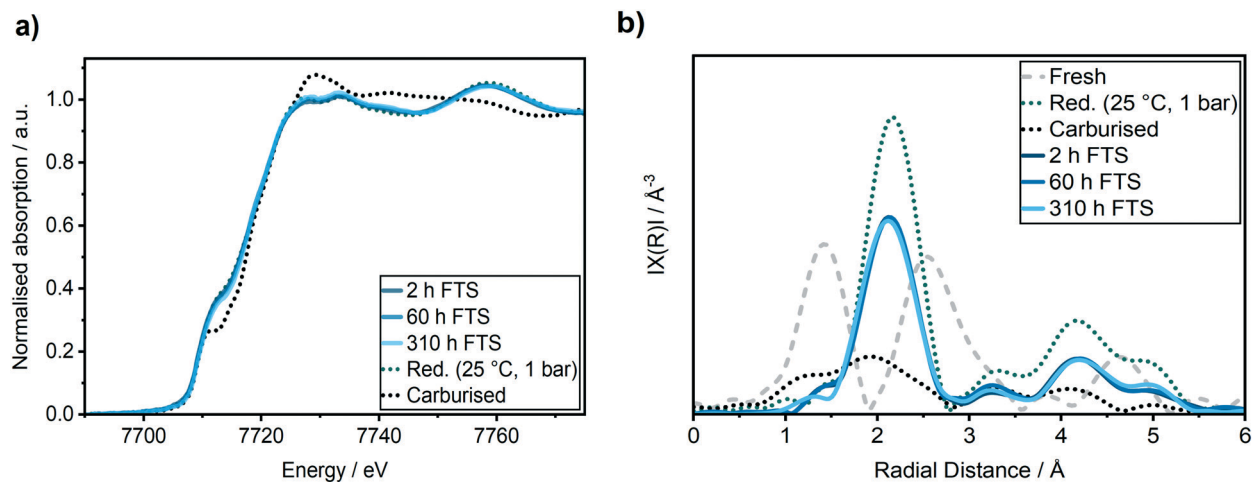 a)
Normalised absorption / a.u.
1.0
0.8
0.6
0.4
0.2
0.0
2 h FTS
60 h FTS
310 h FTS
Red. (25 °C, 1 bar)
Carburised
7700
7720
7740
7760
Energy / eV
b)
IX(R)I / Å-3
Fresh
Red. (25 °C, 1 bar)
Carburised
2 h FTS
60 h FTS
310 h FTS
0
1
2
3
4
5
6
Radial Distance / Å